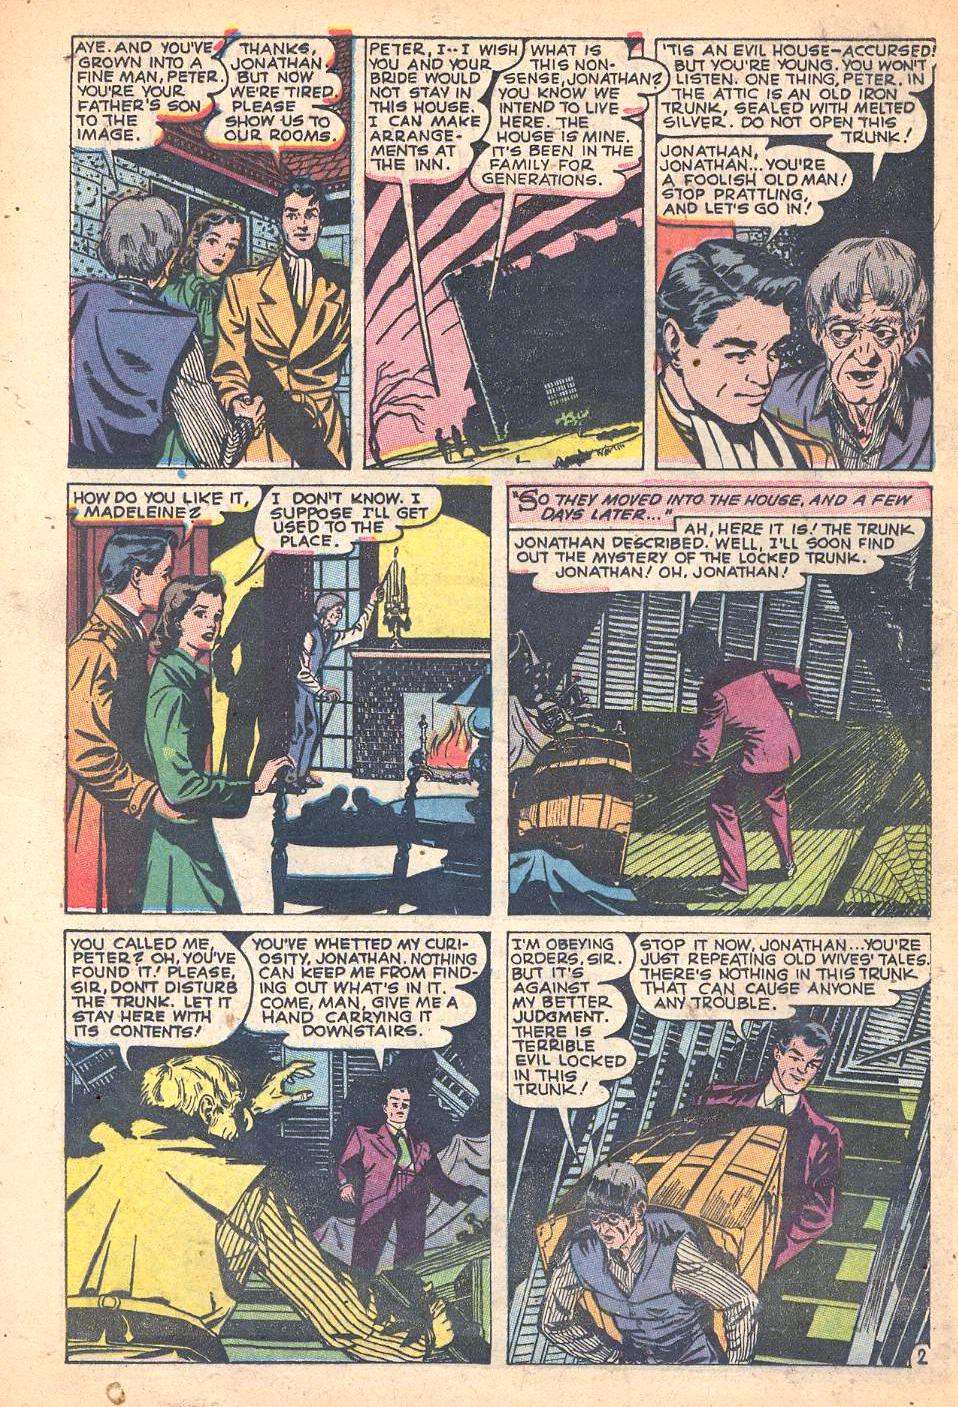 AYE. AND YOU'VE
GROWN INTO A
FINE MAN, PETER.
YOU'RE YOUR
FATHER'S SON
TO THE
IMAGE.
THANKS,
JONATHAN.
BUT NOW
WE'RE TIRED.
PLEASE
SHOW US TO
OUR ROOMS.
PETER, I--I WISH
YOU AND YOUR
BRIDE WOULD
NOT STAY IN
THIS HOUSE.
I CAN MAKE
ARRANGE-
MENTS AT
THE INN.
WHAT IS
THIS NON-
SENSE, JONATHAN?
YOU KNOW WE
INTEND TO LIVE
HERE. THE
HOUSE IS MINE.
IT'S BEEN IN THE
FAMILY FOR
GENERATIONS.
'TIS AN EVIL HOUSE--ACCURSED!
BUT YOU'RE YOUNG. YOU WON'T
LISTEN. ONE THING, PETER. IN
THE ATTIC IS AN OLD IRON
TRUNK, SEALED WITH MELTED
SILVER. DO NOT OPEN THIS
TRUNK!
JONATHAN,
JONATHAN... YOU'RE
A FOOLISH OLD MAN!
STOP PRATTLING,
AND LET'S GO IN!
HOW DO YOU LIKE IT,
MADELEINE?
I DON'T KNOW. I
SUPPOSE I'LL GET
USED TO THE
PLACE.
"SO THEY MOVED INTO THE HOUSE, AND A FEW
DAYS LATER..."
AH, HERE IT IS! THE TRUNK
JONATHAN DESCRIBED. WELL, I'LL SOON FIND
OUT THE MYSTERY OF THE LOCKED TRUNK.
JONATHAN! OH, JONATHAN!
YOU CALLED ME,
PETER? OH, YOU'VE
FOUND IT! PLEASE,
SIR, DON'T DISTURB
THE TRUNK. LET IT
STAY HERE WITH
ITS CONTENTS!
YOU'VE WHETTED MY CURI-
OSITY, JONATHAN. NOTHING
CAN KEEP ME FROM FIND-
ING OUT WHAT'S IN IT.
COME, MAN, GIVE ME A
HAND CARRYING IT
DOWNSTAIRS.
I'M OBEYING
ORDERS, SIR.
BUT IT'S
AGAINST
MY BETTER
JUDGMENT.
THERE IS
TERRIBLE
EVIL LOCKED
IN THIS
TRUNK!
STOP IT NOW, JONATHAN...YOU'RE
JUST REPEATING OLD WIVES' TALES.
THERE'S NOTHING IN THIS TRUNK
THAT CAN CAUSE ANYONE
ANY TROUBLE.
2